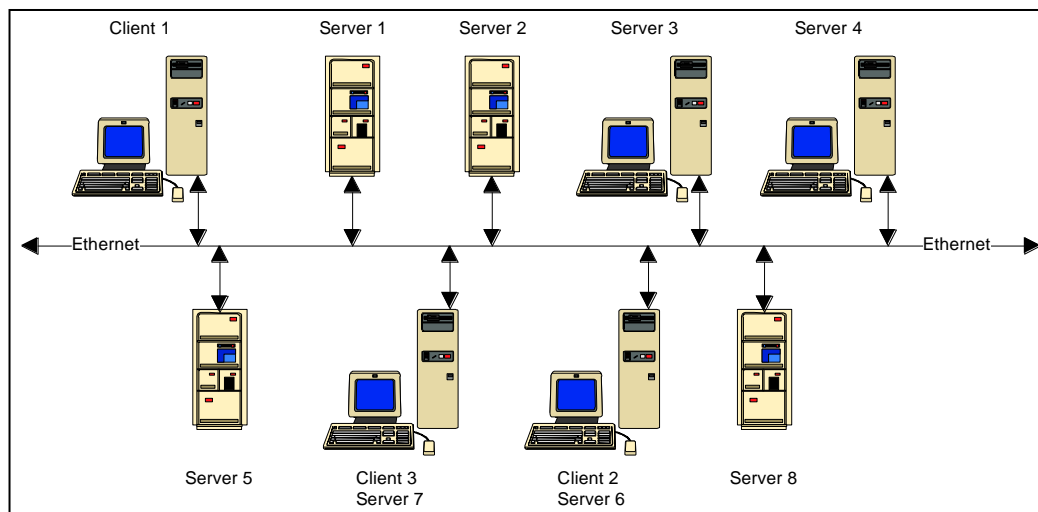 Client 1
Server 1
Server 2
Server 3
Server 4
Ethernet
Ethernet
Server 5
Client 3
Server 7
Client 2
Server 6
Server 8